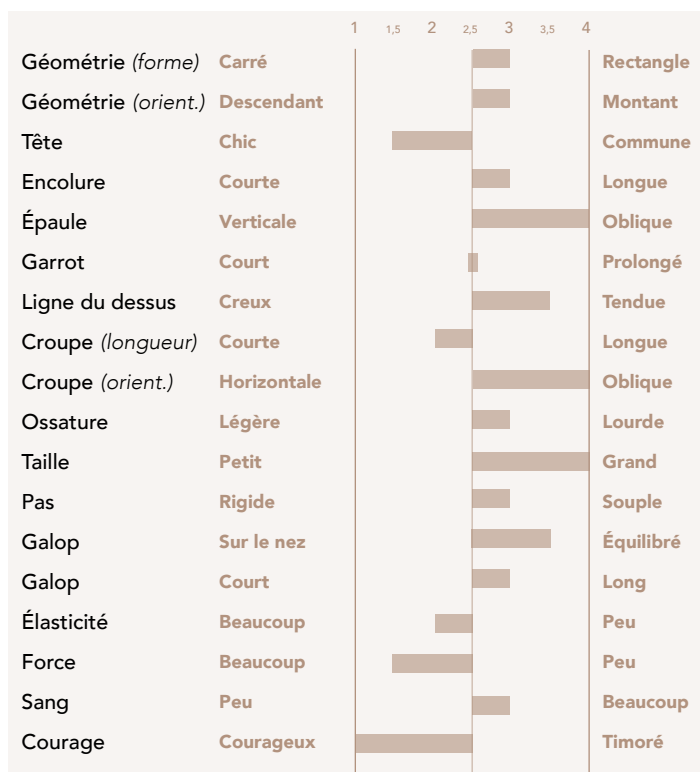 1 1,5 2 2,5 3 3,5 4
Géométrie (forme) Carré Rectangle
Géométrie (orient.) Descendant Montant
Tête Chic Commune
Encolure Courte Longue
Épaule Verticale Oblique
Garrot Court Prolongé
Ligne du dessus Creux Tendue
Croupe (longueur) Courte Longue
Croupe (orient.) Horizontale Oblique
Ossature Légère Lourde
Taille Petit Grand
Pas Rigide Souple
Galop Sur le nez Équilibré
Galop Court Long
Élasticité Beaucoup Peu
Force Beaucoup Peu
Sang Peu Beaucoup
Courage Courageux Timoré